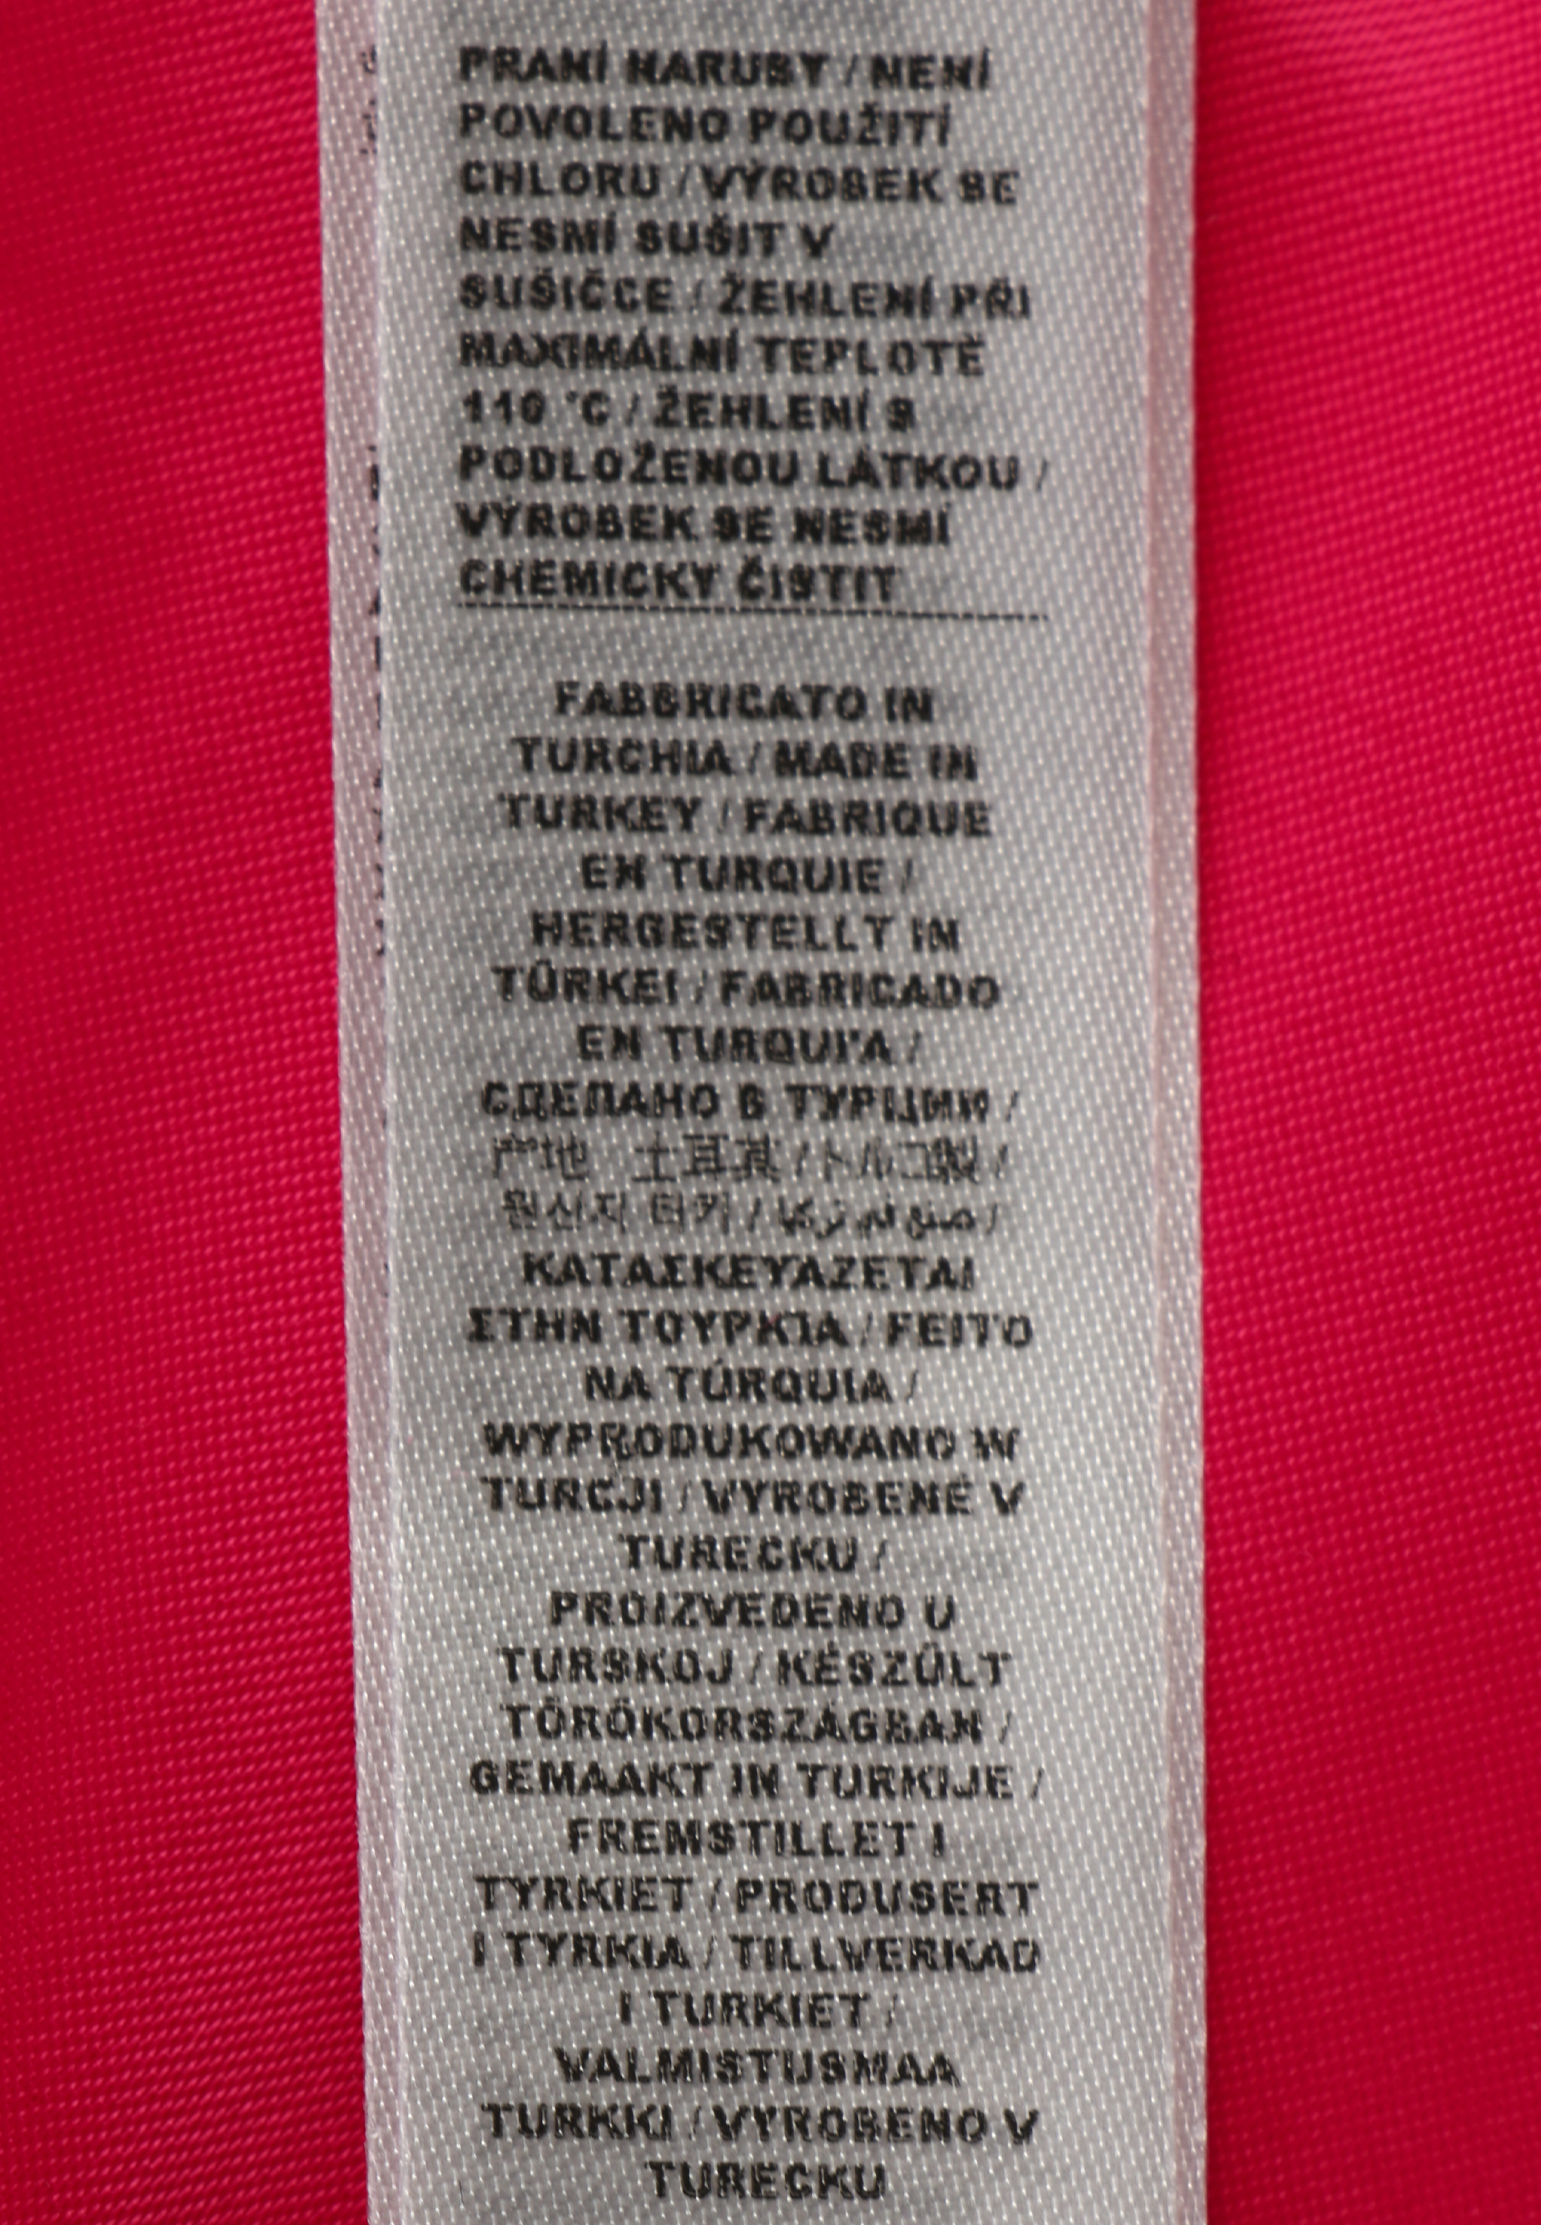 PRANÍ NARUBY / NENÍ
POVOLENO POUŽITÍ
CHLORU / VÝROBEK SE
NESMÍ SUŠIT V
SUŠIČCE / ŽEHLENÍ PŘI
MAXIMÁLNÍ TEPLOTĚ
110 °C / ŽEHLENÍ S
PODLOŽENOU LÁTKOU /
VÝROBEK SE NESMÍ
CHEMICKY ČISTIT
FABBRICATO IN
TURCHIA / MADE IN
TURKEY / FABRIQUE
EN TURQUIE /
HERGESTELLT IN
TÜRKEI / FABRICADO
EN TURQUI'A /
СДЕЛАНО В ТУРЦИИ /
产地 土耳其 / トルコ製 /
원산지 터키 / صنع في تركيا /
ΚΑΤΑΣΚΕΥΑΖΕΤΑΙ
ΣΤΗΝ ΤΟΥΡΚΊΑ / FEITO
NA TÚRQUIA /
WYPRODUKOWANO W
TURCJI / VYROBENÉ V
TURECKU /
PROIZVEDENO U
TURSKOJ / KÉSZÜLT
TÖRÖKORSZÁGBAN /
GEMAAKT IN TURKIJE /
FREMSTILLET I
TYRKIET / PRODUSERT
I TYRKIA / TILLVERKAD
I TURKIET /
VALMISTUSMAA
TURKKI / VYROBENO V
TURECKU